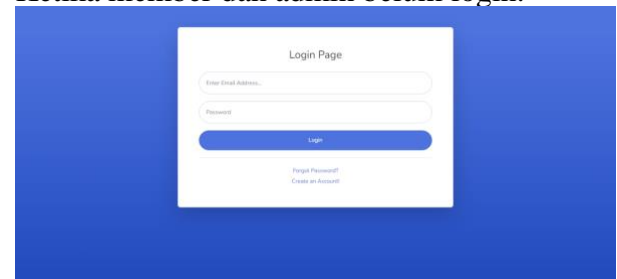 Ketika member dan admin belum login.
Login Page
Enter Email Address...
Password
Login
Forgot Password?
Create an Account!